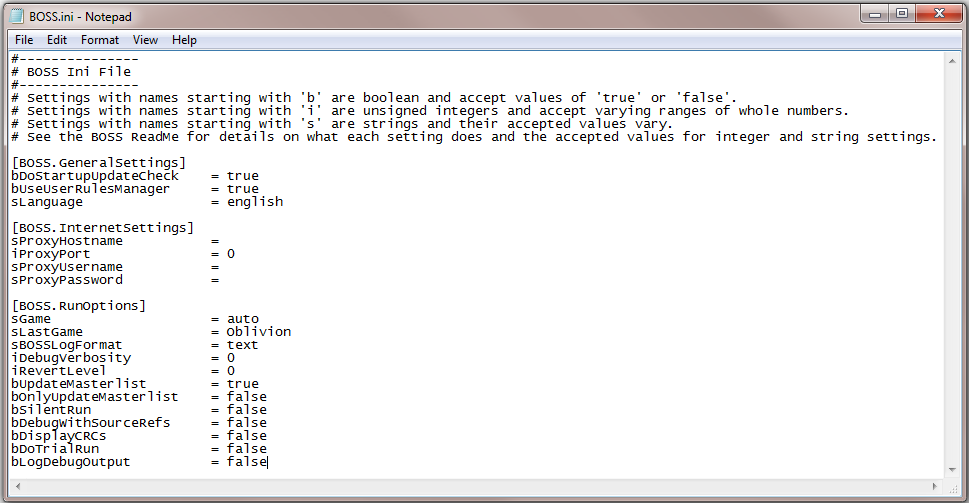 BOSS.ini - Notepad
File Edit Format View Help
#---------------
# BOSS Ini File
#---------------
# Settings with names starting with 'b' are boolean and accept values of 'true' or 'false'.
# Settings with names starting with 'i' are unsigned integers and accept varying ranges of whole numbers.
# Settings with names starting with 's' are strings and their accepted values vary.
# See the BOSS ReadMe for details on what each setting does and the accepted values for integer and string settings.

[BOSS.GeneralSettings]
bDoStartupUpdateCheck    = true
bUseUserRulesManager     = true
sLanguage                = english

[BOSS.InternetSettings]
sProxyHostname           =
iProxyPort               = 0
sProxyUsername           =
sProxyPassword           =

[BOSS.RunOptions]
sGame                    = auto
sLastGame                = Oblivion
sBOSSLogFormat           = text
iDebugVerbosity          = 0
iRevertLevel             = 0
bUpdateMasterlist        = true
bOnlyUpdateMasterlist    = false
bSilentRun               = false
bDebugWithSourceRefs     = false
bDisplayCRCs             = false
bDoTrialRun              = false
bLogDebugOutput          = false